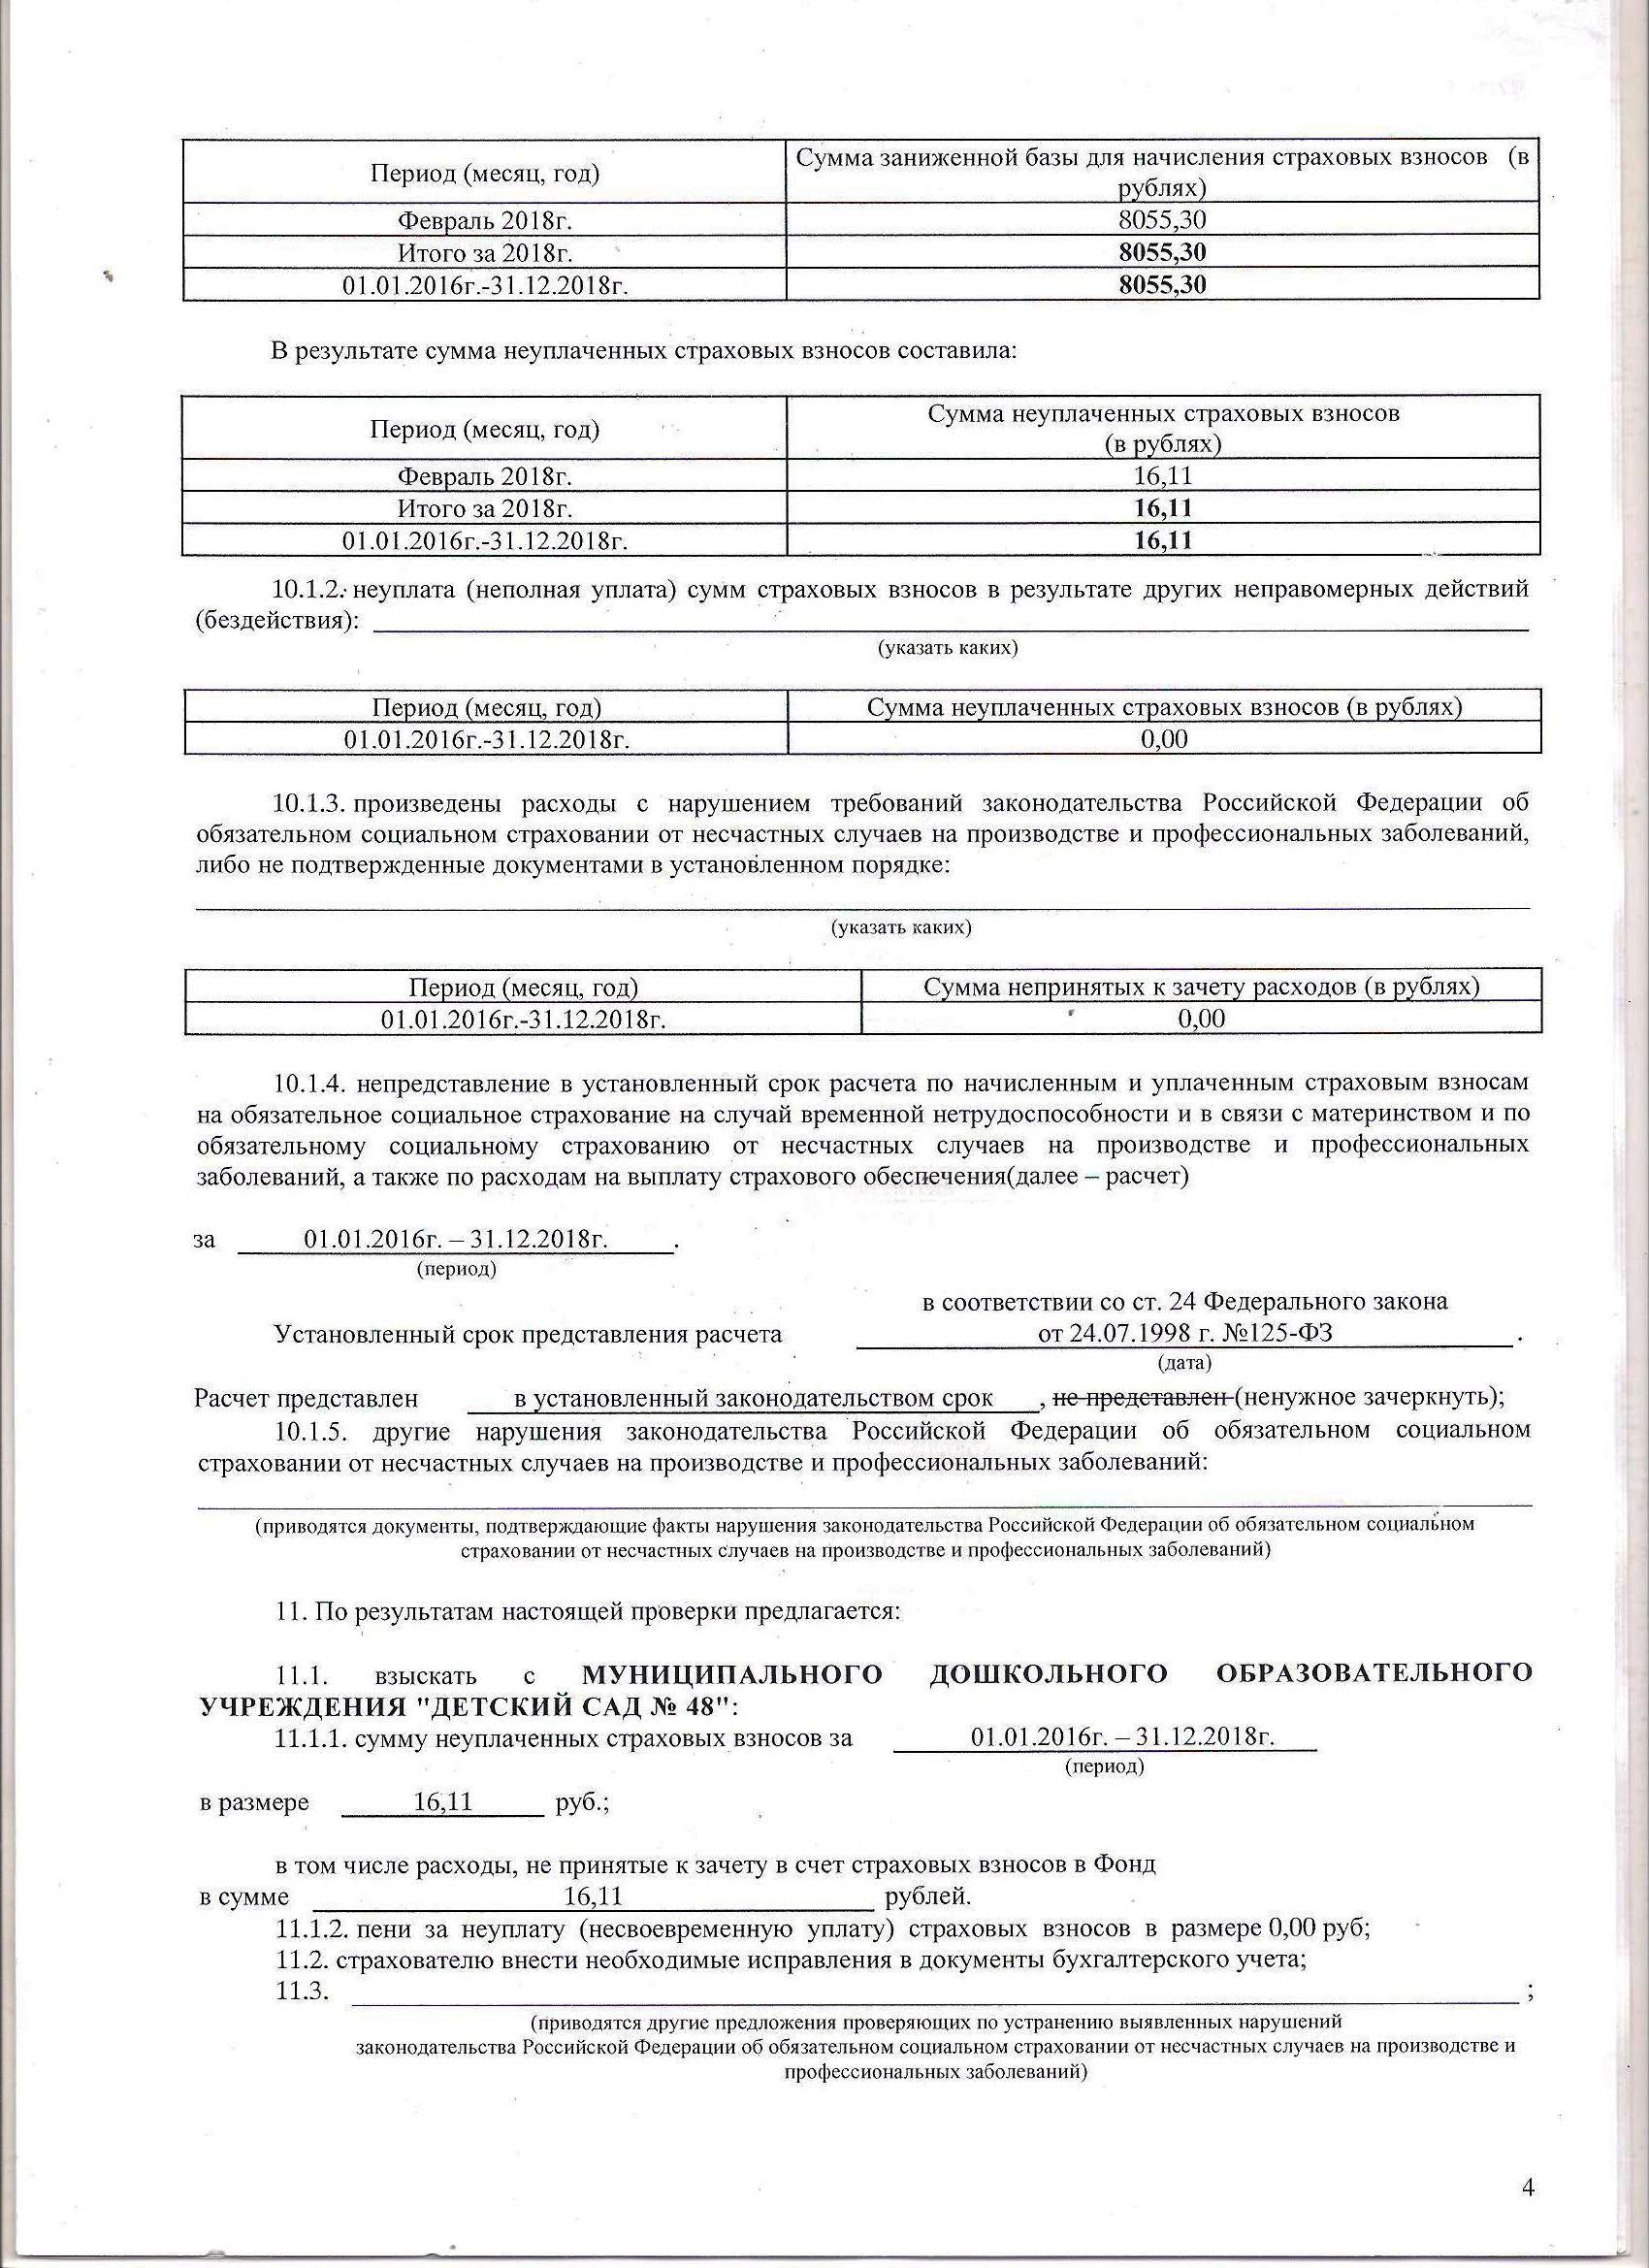 Период (месяц, год)
Сумма заниженной базы для начисления страховых взносов (в
рублях)
Февраль 2018г.
8055,30
Итого за 2018г.
8055,30
01.01.2016г.-31.12.2018г.
8055,30
В результате сумма неуплаченных страховых взносов составила:
Период (месяц, год)
Сумма неуплаченных страховых взносов
(в рублях)
Февраль 2018г.
16,11
Итого за 2018г.
16,11
01.01.2016г.-31.12.2018г.
16,11
10.1.2. неуплата (неполная уплата) сумм страховых взносов в результате других неправомерных действий
(бездействия):
(указать каких)
Период (месяц, год)
Сумма неуплаченных страховых взносов (в рублях)
01.01.2016г.-31.12.2018г.
0,00
10.1.3. произведены расходы с нарушением требований законодательства Российской Федерации об
обязательном социальном страховании от несчастных случаев на производстве и профессиональных заболеваний,
либо не подтвержденные документами в установленном порядке:
(указать каких)
Период (месяц, год)
Сумма непринятых к зачету расходов (в рублях)
01.01.2016г.-31.12.2018г.
0,00
10.1.4. непредставление в установленный срок расчета по начисленным и уплаченным страховым взносам
на обязательное социальное страхование на случай временной нетрудоспособности и в связи с материнством и по
обязательному социальному страхованию от несчастных случаев на производстве и профессиональных
заболеваний, а также по расходам на выплату страхового обеспечения(далее – расчет)
за 01.01.2016г. – 31.12.2018г. .
(период)
в соответствии со ст. 24 Федерального закона
Установленный срок представления расчета от 24.07.1998 г. №125-ФЗ .
(дата)
Расчет представлен в установленный законодательством срок , не представлен (ненужное зачеркнуть);
10.1.5. другие нарушения законодательства Российской Федерации об обязательном социальном
страховании от несчастных случаев на производстве и профессиональных заболеваний:
(приводятся документы, подтверждающие факты нарушения законодательства Российской Федерации об обязательном социальном
страховании от несчастных случаев на производстве и профессиональных заболеваний)
11. По результатам настоящей проверки предлагается:
11.1. взыскать с МУНИЦИПАЛЬНОГО ДОШКОЛЬНОГО ОБРАЗОВАТЕЛЬНОГО
УЧРЕЖДЕНИЯ "ДЕТСКИЙ САД № 48":
11.1.1. сумму неуплаченных страховых взносов за 01.01.2016г. – 31.12.2018г.
(период)
в размере 16,11 руб.;
в том числе расходы, не принятые к зачету в счет страховых взносов в Фонд
в сумме 16,11 рублей.
11.1.2. пени за неуплату (несвоевременную уплату) страховых взносов в размере 0,00 руб;
11.2. страхователю внести необходимые исправления в документы бухгалтерского учета;
11.3. ;
(приводятся другие предложения проверяющих по устранению выявленных нарушений
законодательства Российской Федерации об обязательном социальном страховании от несчастных случаев на производстве и
профессиональных заболеваний)
4